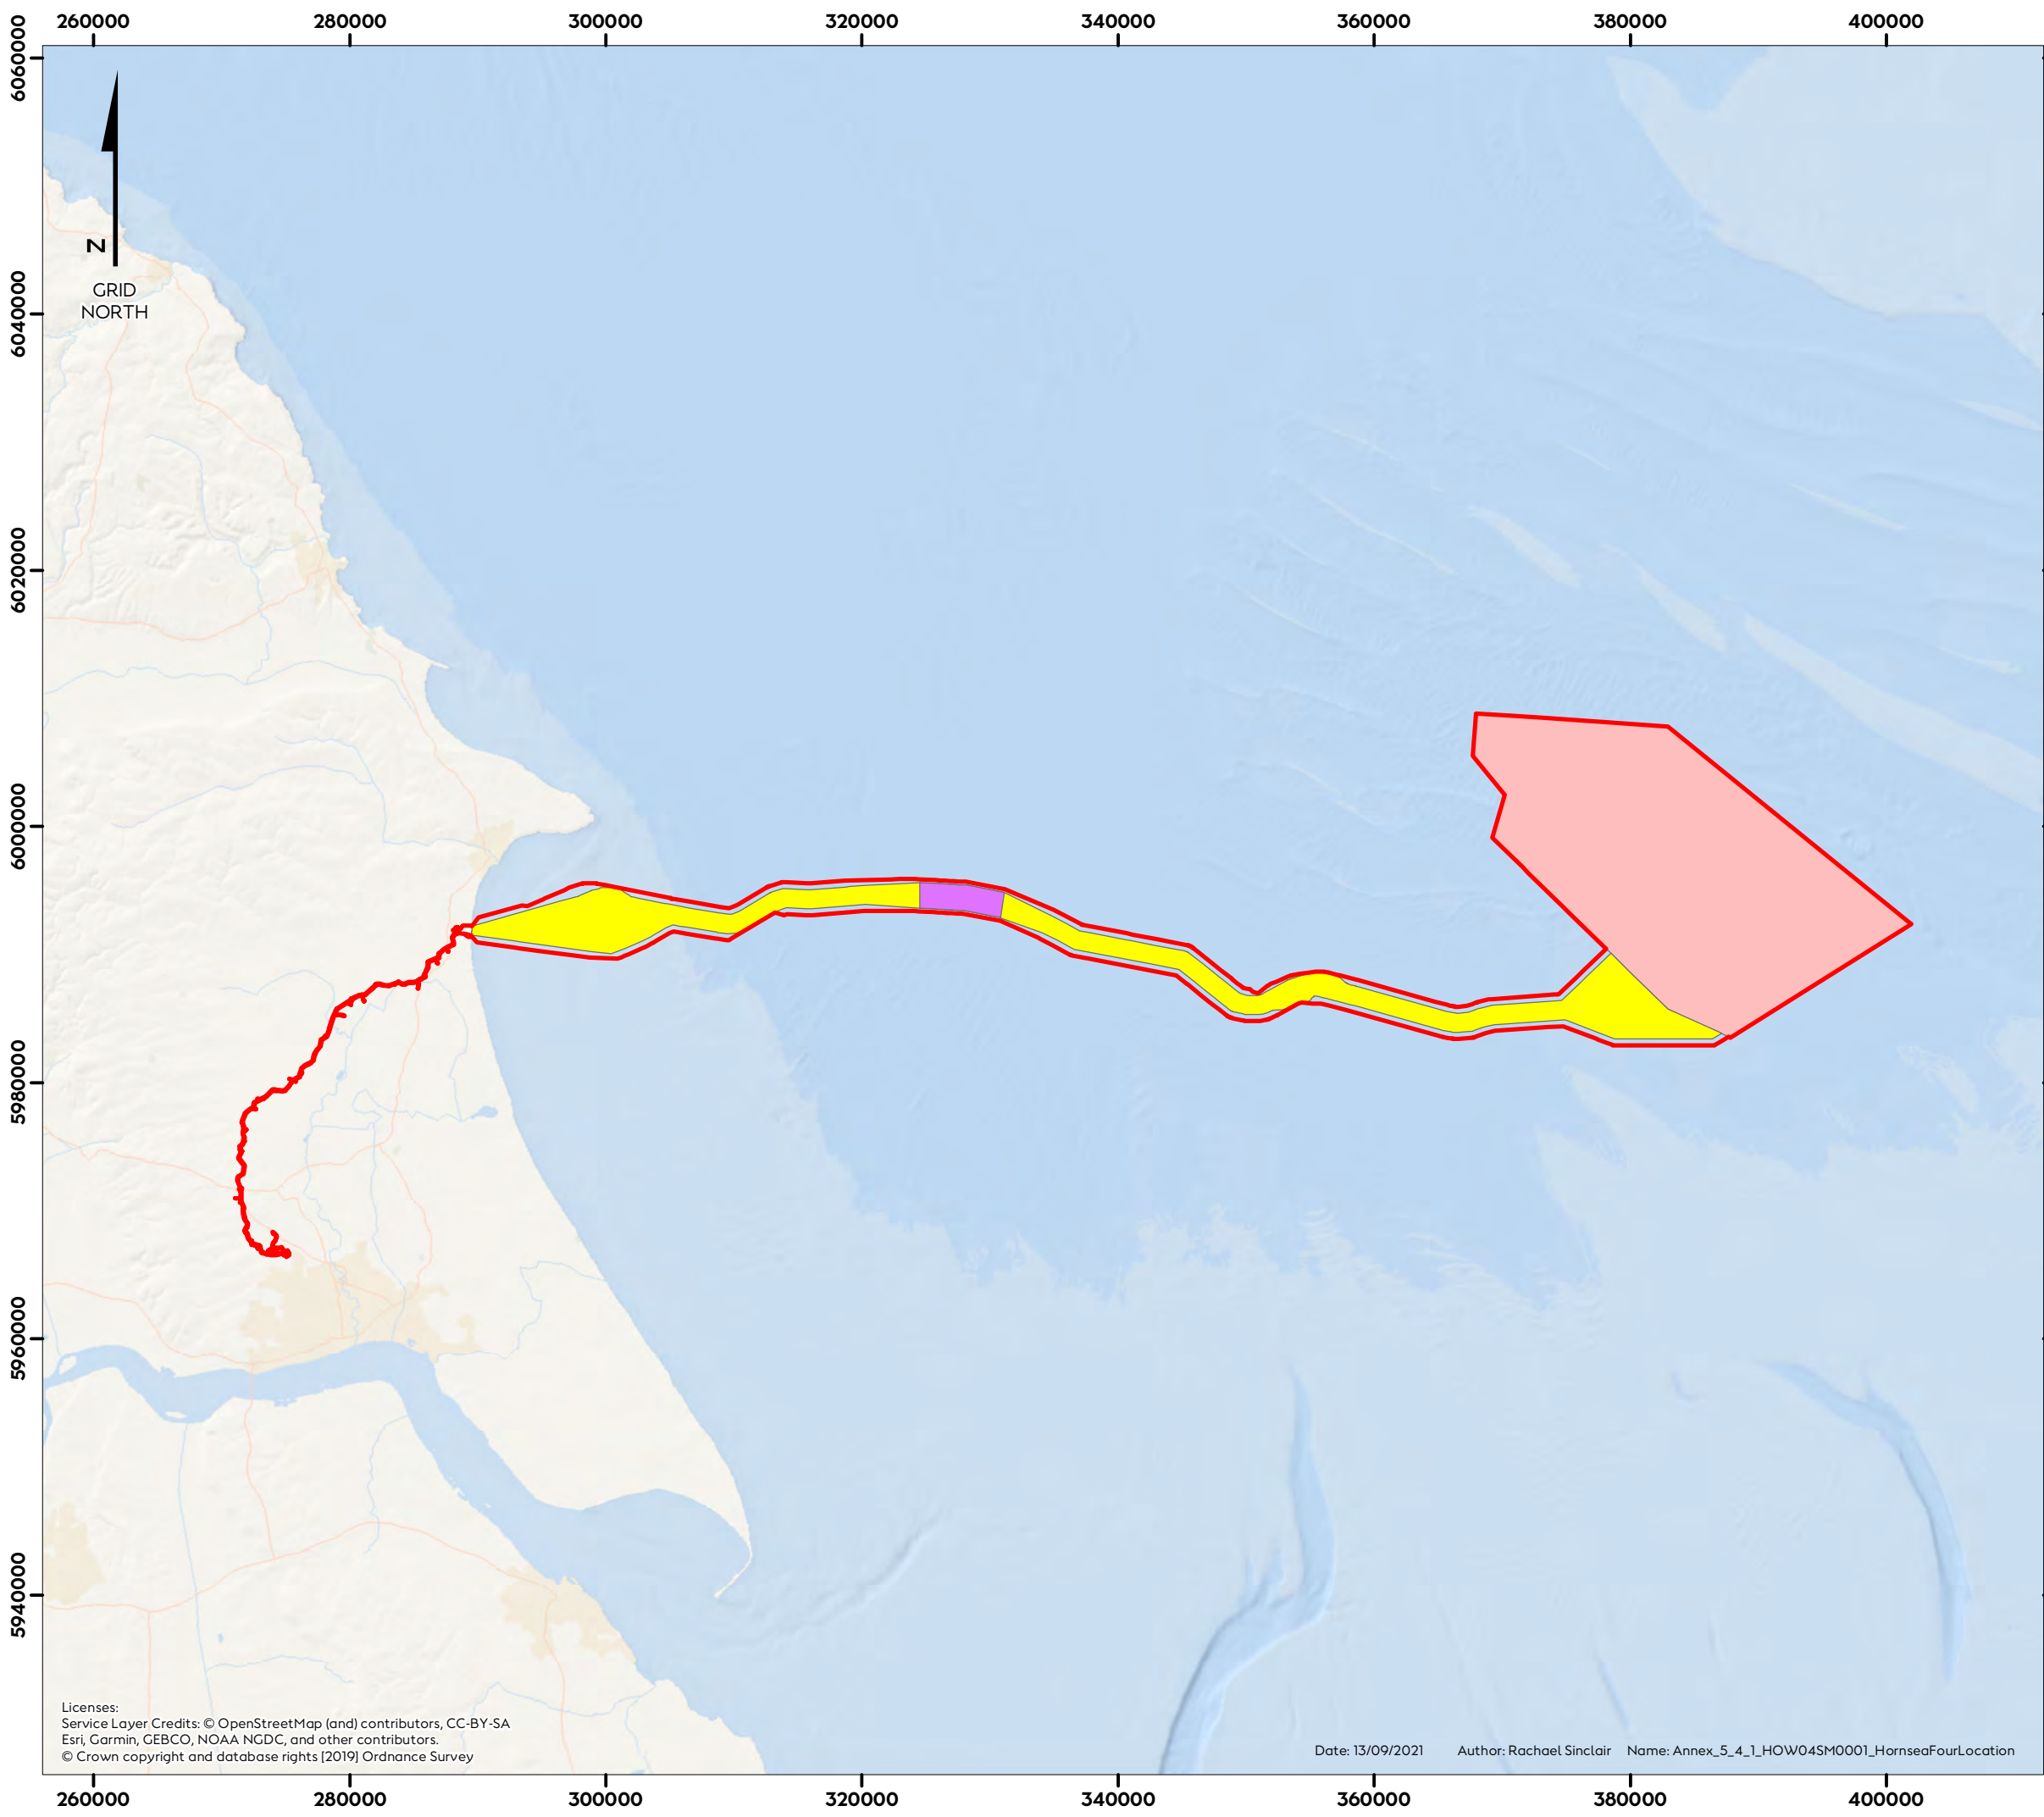 260000 280000 300000 320000 340000 360000 380000 400000
6060000
6040000
6020000
6000000
5980000
5960000
5940000
N
GRID
NORTH
Licenses:
Service Layer Credits: © OpenStreetMap (and) contributors, CC-BY-SA
Esri, Garmin, GEBCO, NOAA NGDC, and other contributors.
© Crown copyright and database rights [2019] Ordnance Survey
Date: 13/09/2021 Author: Rachael Sinclair Name: Annex_5_4_1_HOW04SM0001_HornseaFourLocation
260000 280000 300000 320000 340000 360000 380000 400000